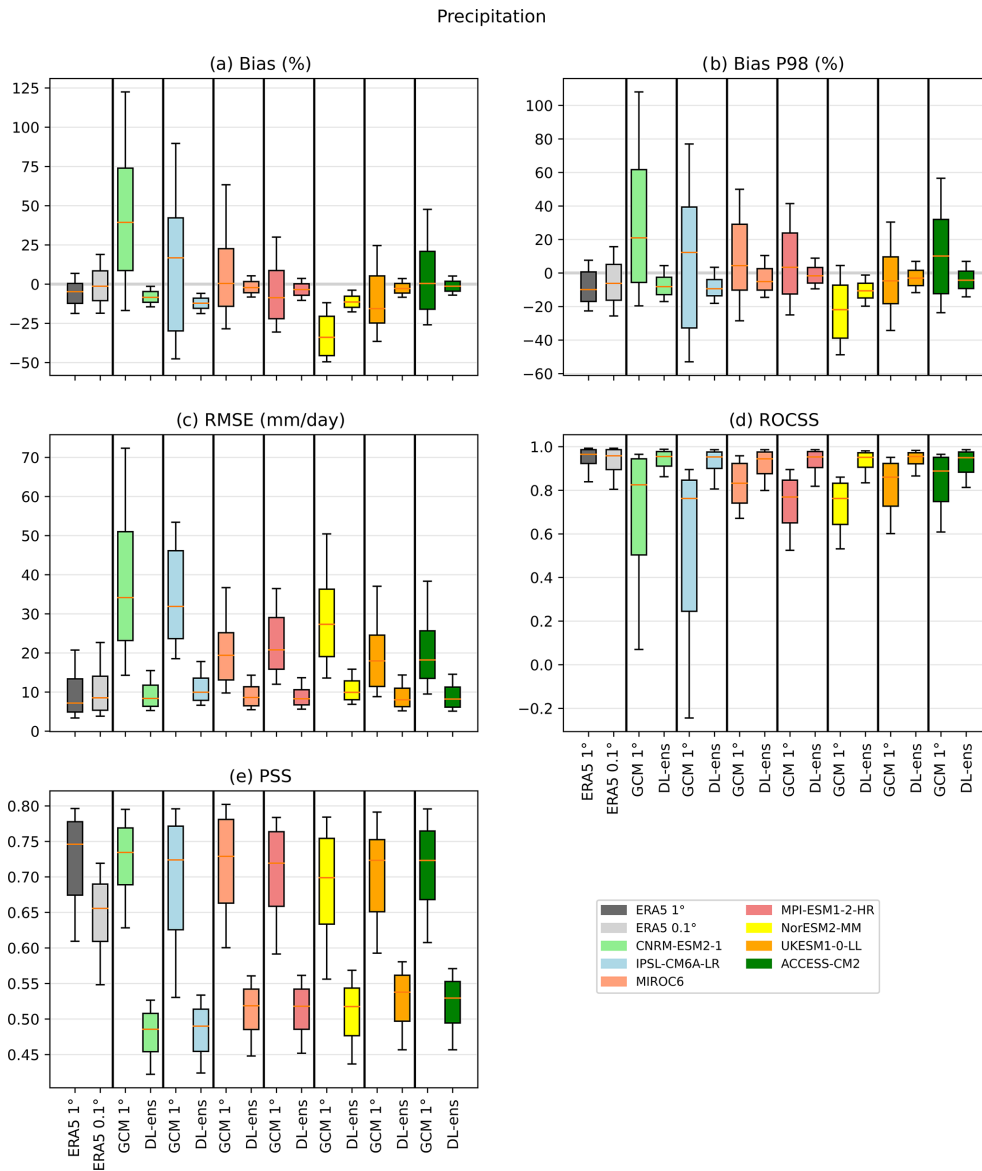 Precipitation
(a) Bias (%)
125
100
75
50
25
0
−25
−50
(b) Bias P98 (%)
100
80
60
40
20
0
−20
−40
−60
(c) RMSE (mm/day)
70
60
50
40
30
20
10
0
(d) ROCSS
1.0
0.8
0.6
0.4
0.2
0.0
−0.2
ERA5 1°
ERA5 0.1°
GCM 1°
DL-ens
GCM 1°
DL-ens
GCM 1°
DL-ens
GCM 1°
DL-ens
GCM 1°
DL-ens
GCM 1°
DL-ens
GCM 1°
DL-ens
(e) PSS
0.80
0.75
0.70
0.65
0.60
0.55
0.50
0.45
ERA5 1°
ERA5 0.1°
GCM 1°
DL-ens
GCM 1°
DL-ens
GCM 1°
DL-ens
GCM 1°
DL-ens
GCM 1°
DL-ens
GCM 1°
DL-ens
GCM 1°
DL-ens
ERA5 1°
ERA5 0.1°
CNRM-ESM2-1
IPSL-CM6A-LR
MIROC6
MPI-ESM1-2-HR
NorESM2-MM
UKESM1-0-LL
ACCESS-CM2